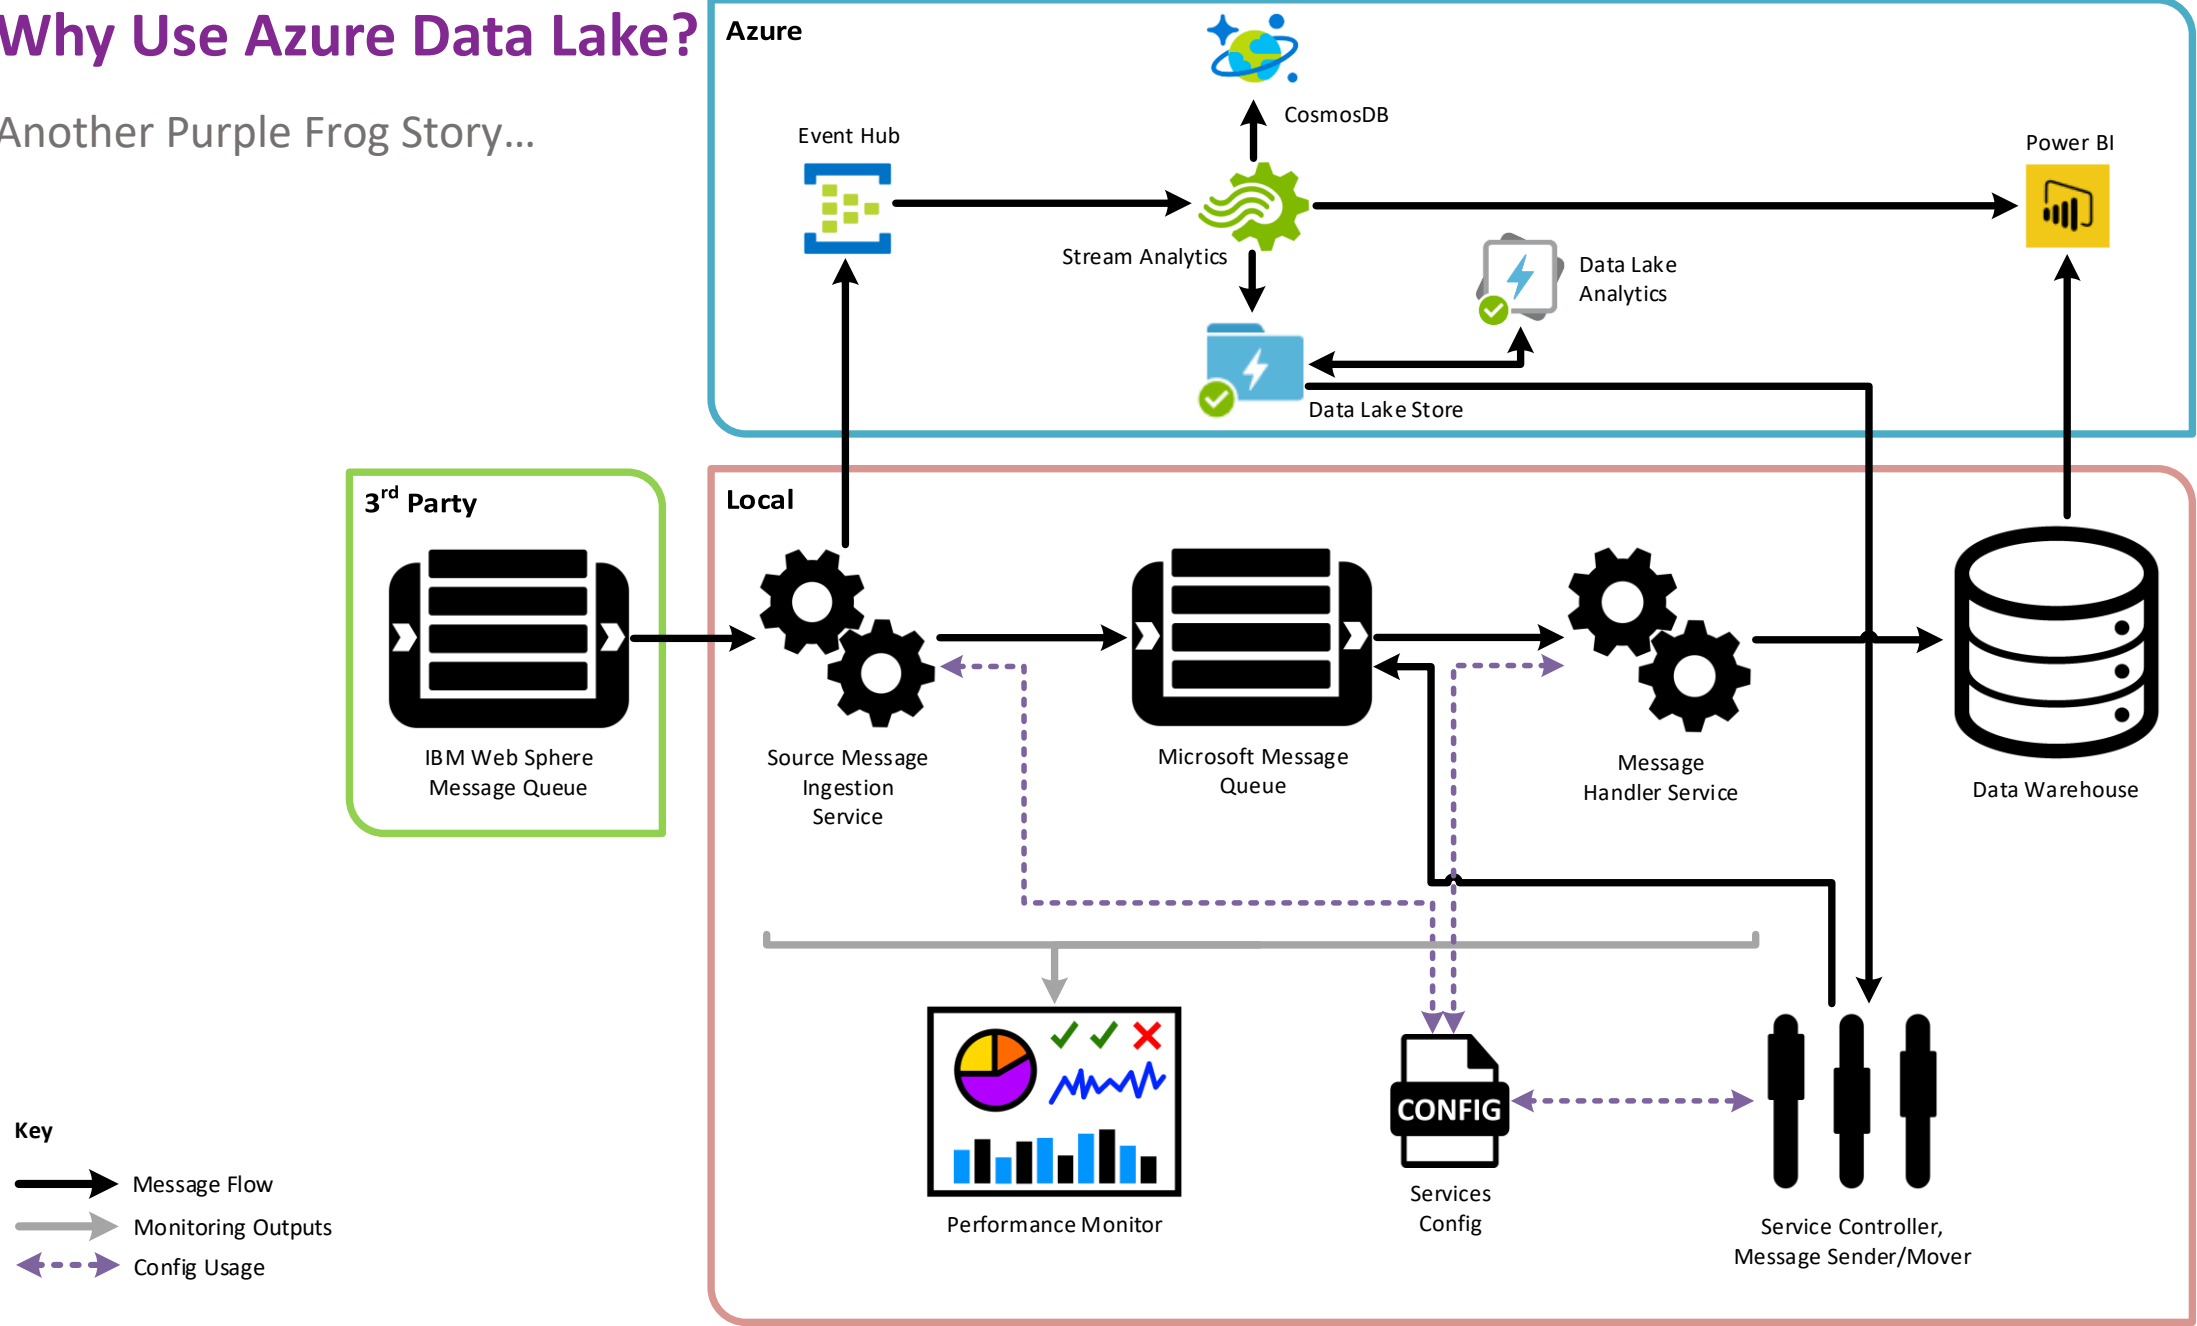 Why Use Azure Data Lake?
Another Purple Frog Story...
Azure
CosmosDB
Event Hub
Power BI
Stream Analytics
Data Lake
Analytics
Data Lake Store
3rd Party
Local
IBM Web Sphere
Message Queue
Source Message
Ingestion
Service
Microsoft Message
Queue
Message
Handler Service
Data Warehouse
CONFIG
Performance Monitor
Services
Config
Service Controller,
Message Sender/Mover
Key
Message Flow
Monitoring Outputs
Config Usage